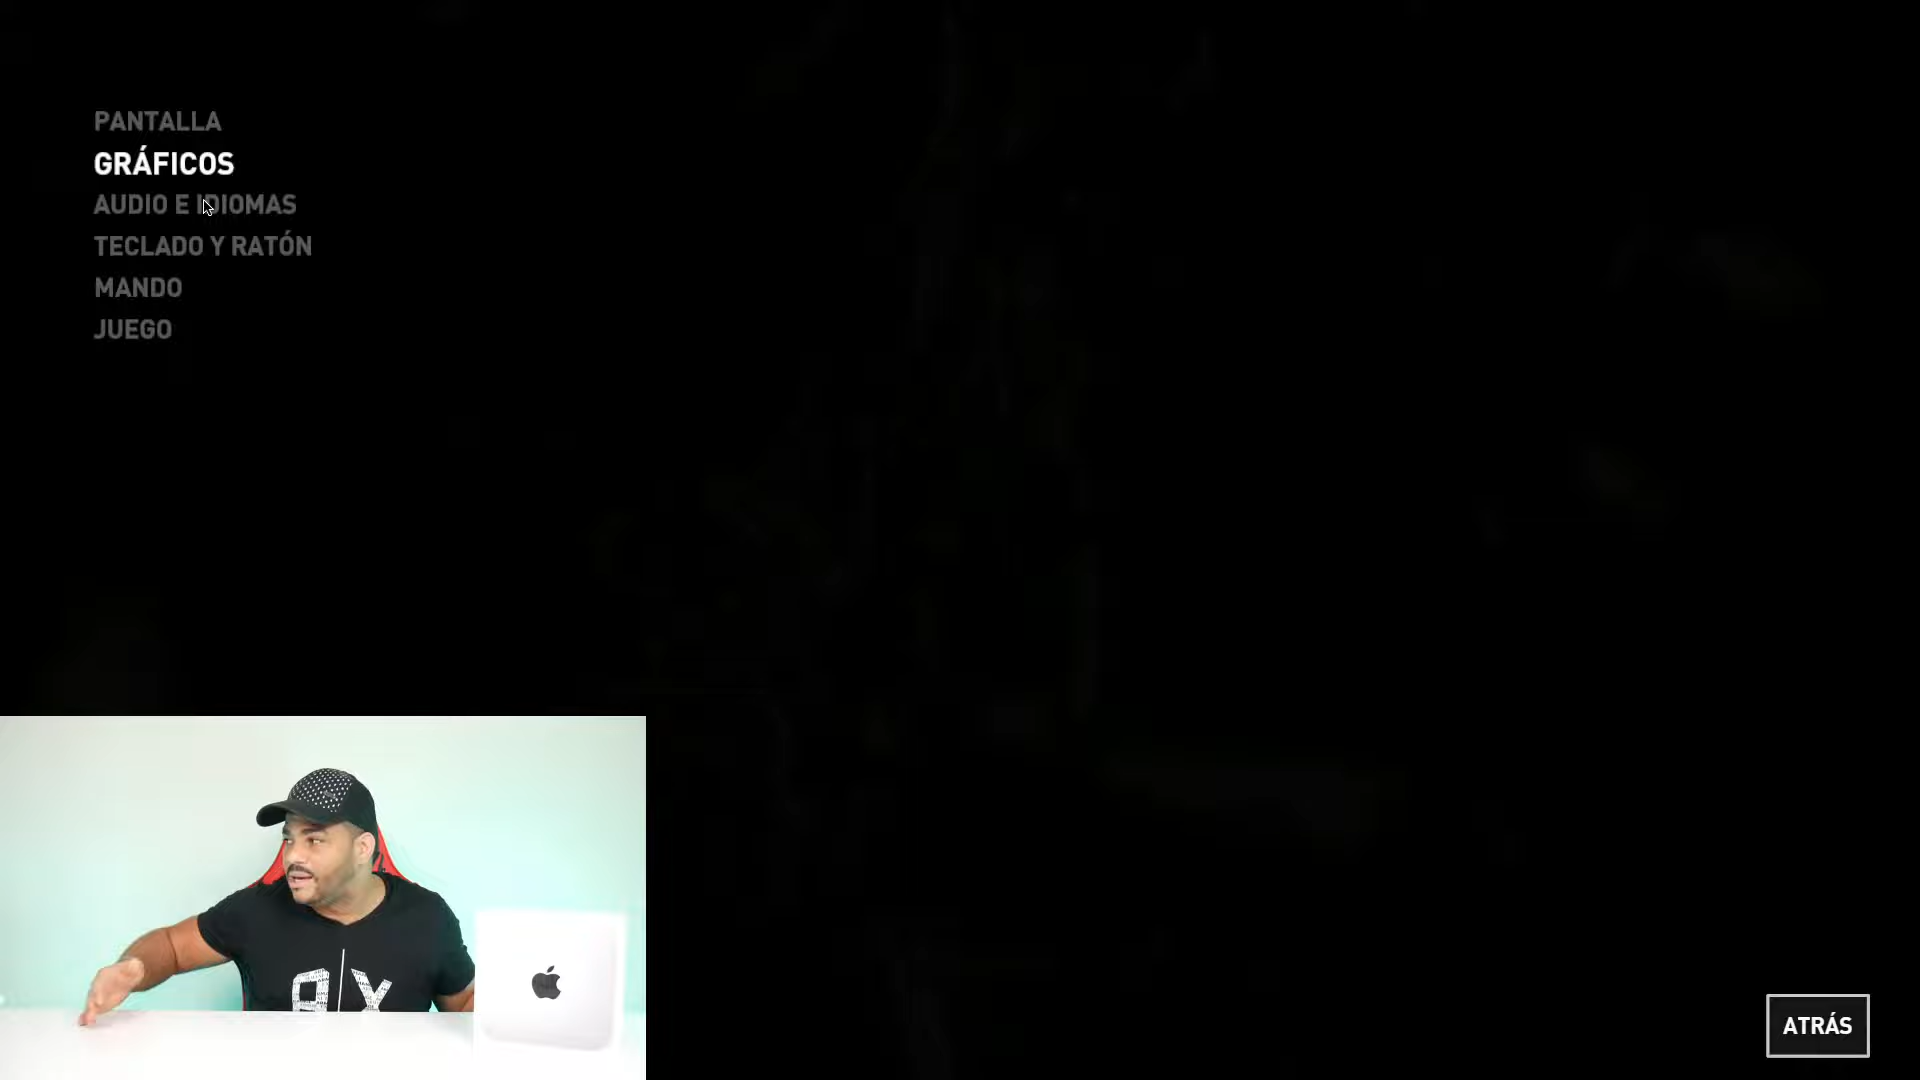 PANTALLA
GRÁFICOS
AUDIO E IDIOMAS
TECLADO Y RATÓN
MANDO
JUEGO
ATRÁS